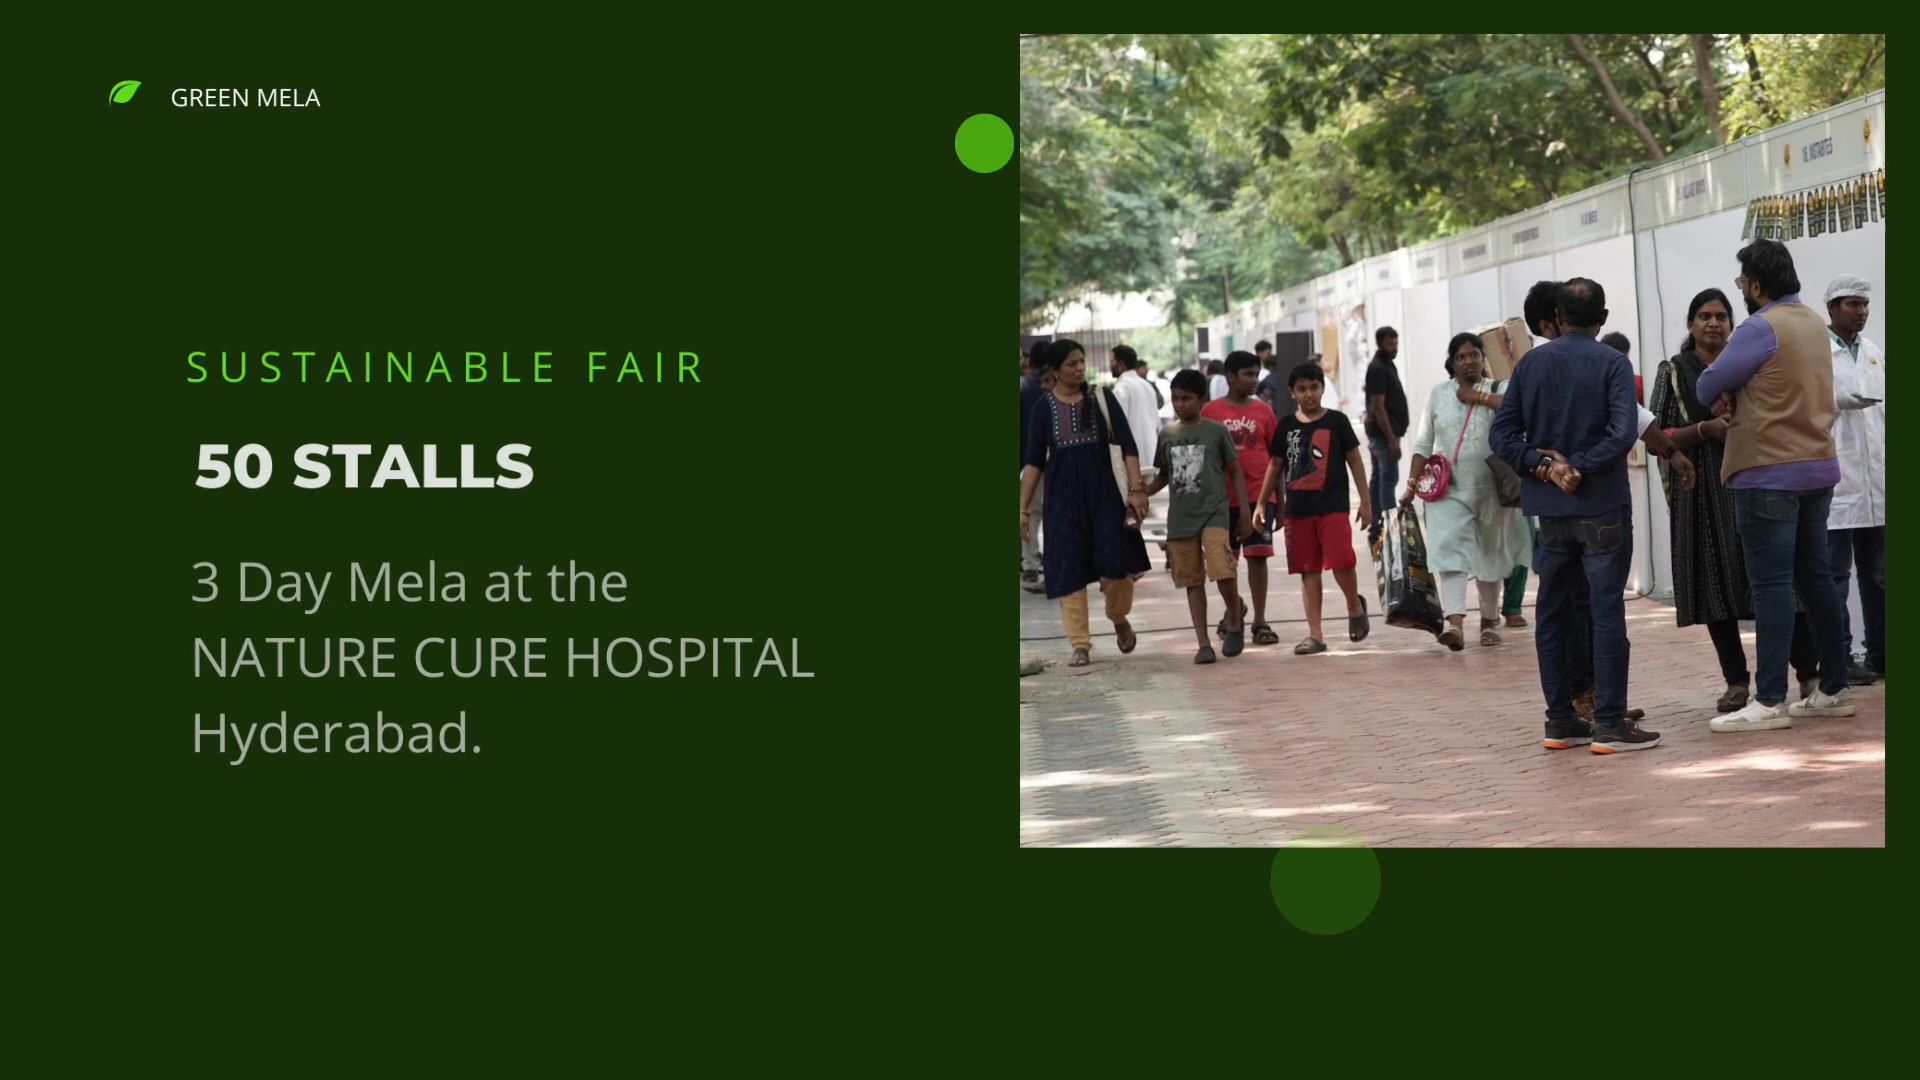 GREEN MELA
SUSTAINABLE FAIR
50 STALLS
3 Day Mela at the
NATURE CURE HOSPITAL
Hyderabad.